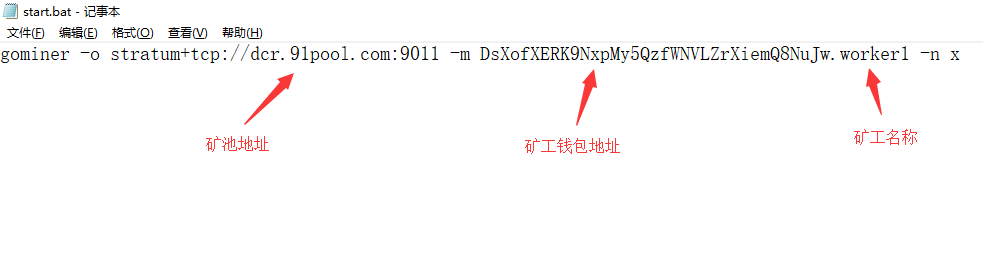 start.bat - 记事本
文件(F) 编辑(E) 格式(O) 查看(V) 帮助(H)
gominer -o stratum+tcp://dcr.91pool.com:9011 -m DsXofXERK9NxpMy5QzfWNVLZrXiemQ8NuJw.worker1 -n x
矿池地址 矿工钱包地址 矿工名称